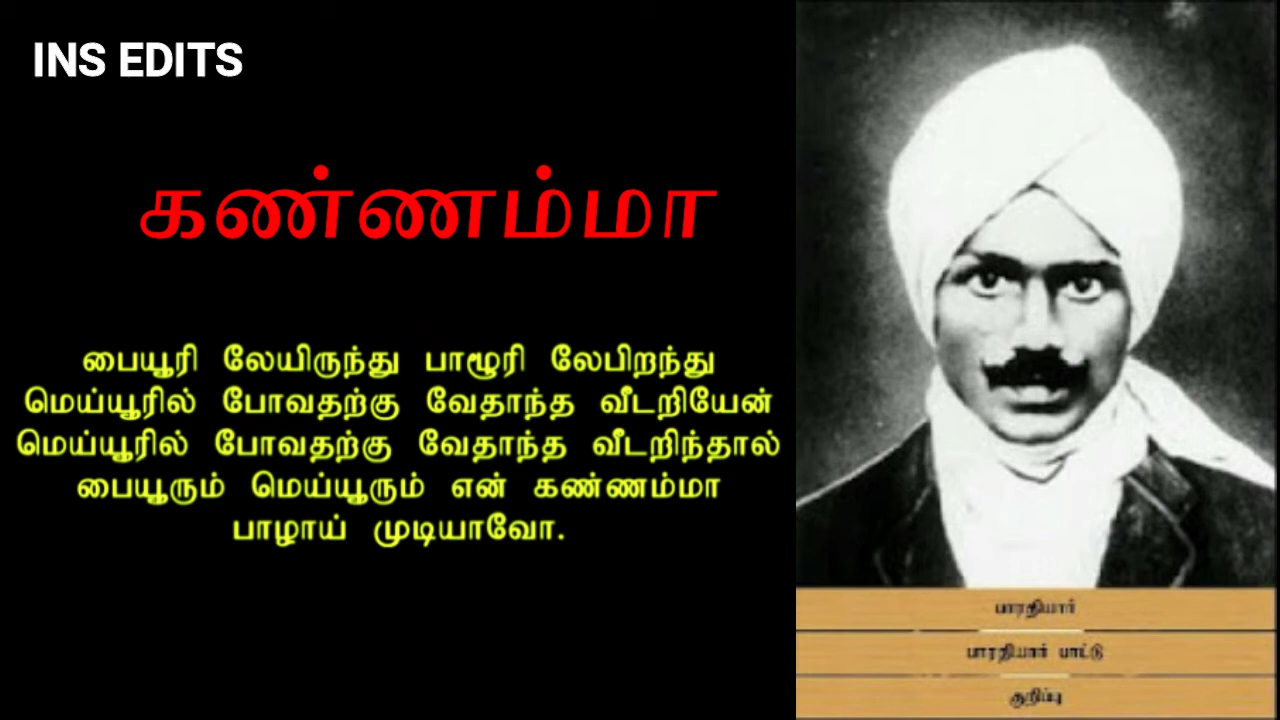 INS EDITS
கண்ணம்மா
பையூரி லேயிருந்து பாழூரி லேபிறந்து
மெய்யூரில் போவதற்கு வேதாந்த வீடறியேன்
மெய்யூரில் போவதற்கு வேதாந்த வீடறிந்தால்
பையூரும் மெய்யூரும் என் கண்ணம்மா
பாழாய் முடியாவோ.
பாரதியார்
பாரதியார் பாட்டு
குறிப்பு